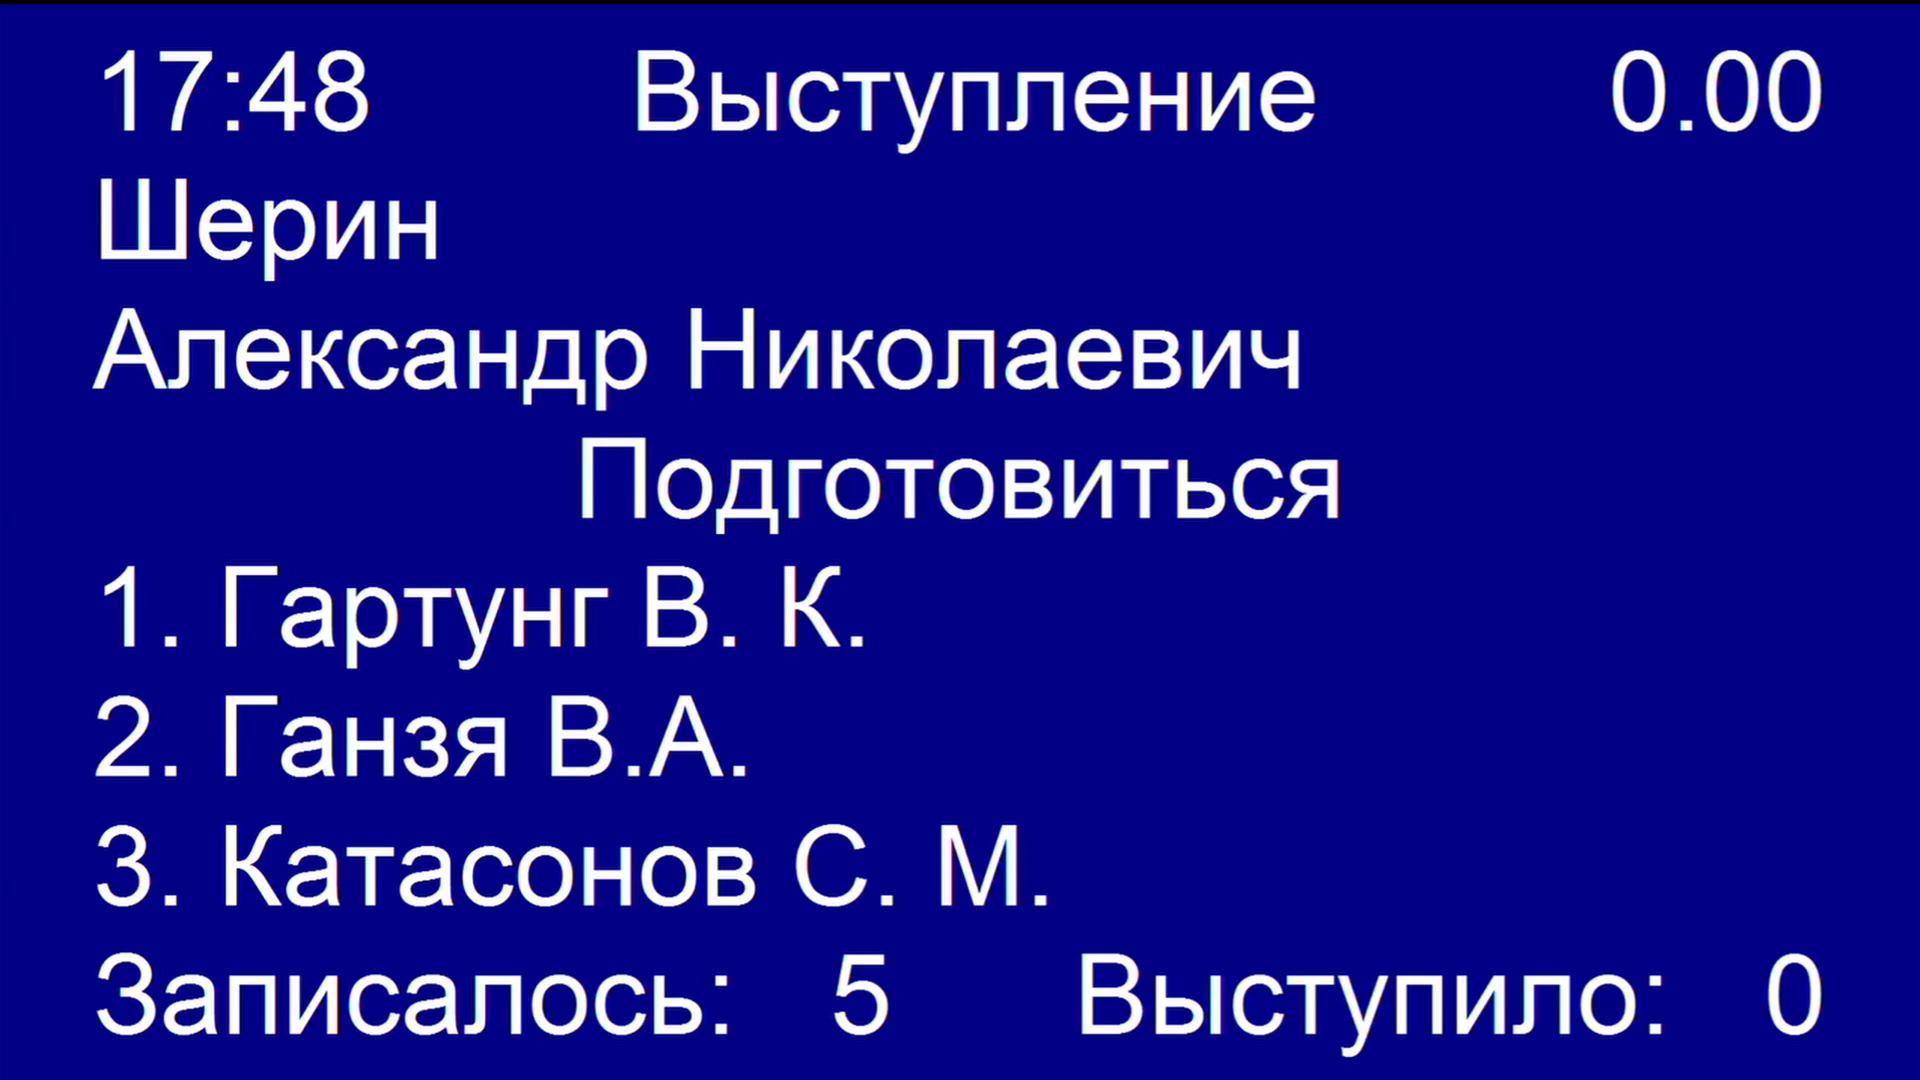 17:48 Выступление 0.00
Шерин
Александр Николаевич
Подготовиться
1. Гартунг В. К.
2. Ганзя В.А.
3. Катасонов С. М.
Записалось: 5 Выступило: 0